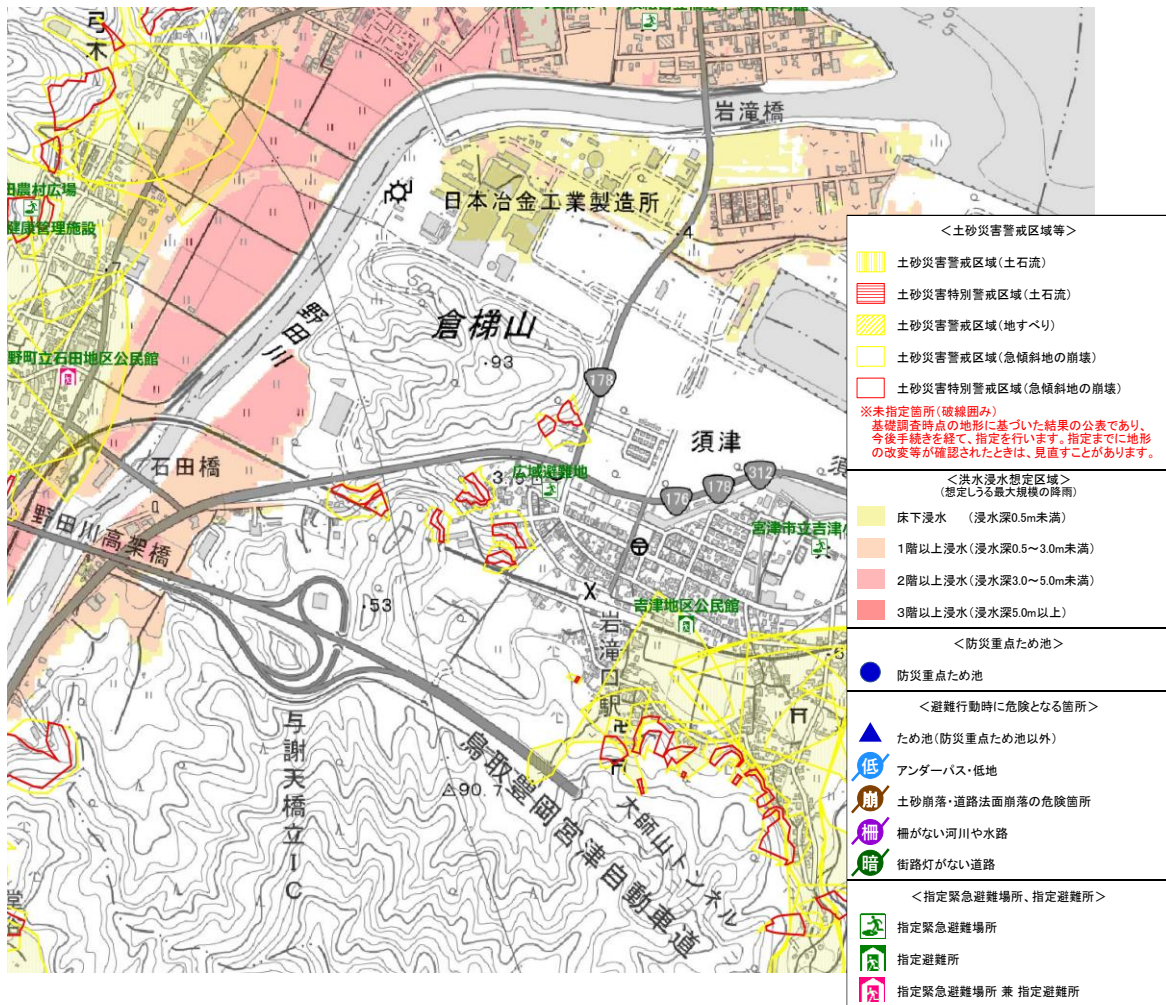 弓木
岩滝橋
日本冶金工業製造所
4
田農村広場
健康管理施設
7
野田川
倉梯山
93
50
178
野町立石田地区公民館
須津
石田橋
広域避難地
312
178
176
野田川高架橋
宮津市立吉津小
53
吉津地区公民館
岩滝口駅
5
与謝天橋立IC
鳥取豊岡宮津自動車道
90.7
大師山トンネル
<土砂災害警戒区域等>
土砂災害警戒区域(土石流)
土砂災害特別警戒区域(土石流)
土砂災害警戒区域(地すべり)
土砂災害警戒区域(急傾斜地の崩壊)
土砂災害特別警戒区域(急傾斜地の崩壊)
※未指定箇所(破線囲み)
基礎調査時点の地形に基づいた結果の公表であり、
今後手続きを経て、指定を行います。指定までに地形
の改変等が確認されたときは、見直すことがあります。
<洪水浸水想定区域>
(想定しうる最大規模の降雨)
床下浸水 (浸水深0.5m未満)
1階以上浸水(浸水深0.5～3.0m未満)
2階以上浸水(浸水深3.0～5.0m未満)
3階以上浸水(浸水深5.0m以上)
<防災重点ため池>
防災重点ため池
<避難行動時に危険となる箇所>
ため池(防災重点ため池以外)
低 アンダーパス・低地
崩 土砂崩落・道路法面崩落の危険箇所
柵 柵がない河川や水路
暗 街路灯がない道路
<指定緊急避難場所、指定避難所>
指定緊急避難場所
指定避難所
指定緊急避難場所 兼 指定避難所